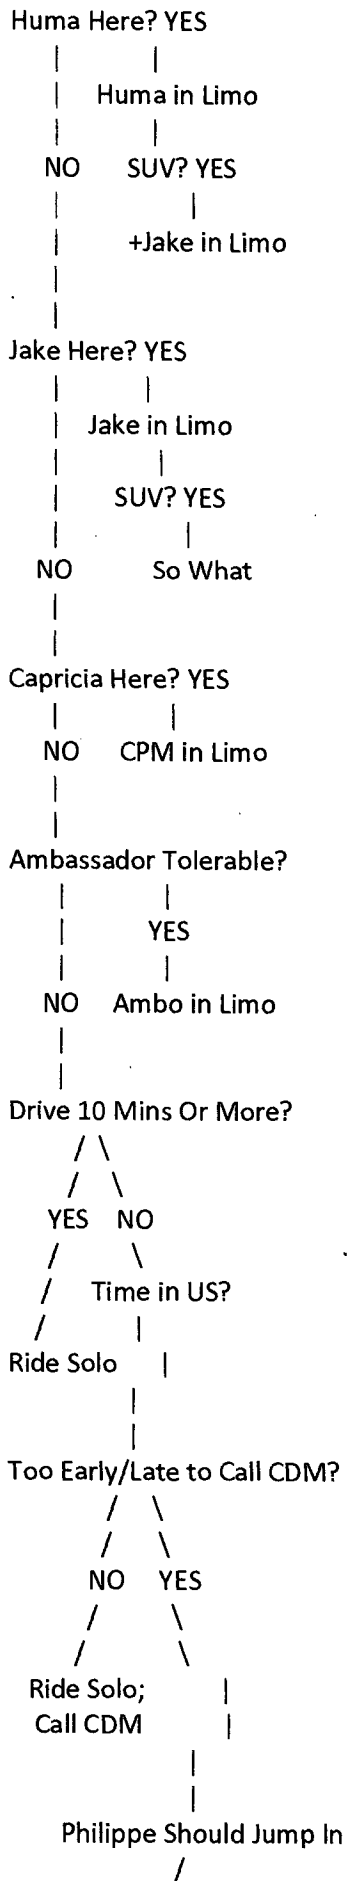 Huma Here? YES
Huma in Limo
NO SUV? YES
+Jake in Limo
Jake Here? YES
Jake in Limo
SUV? YES
NO So What
Capricia Here? YES
NO CPM in Limo
Ambassador Tolerable?
YES
NO Ambo in Limo
Drive 10 Mins Or More?
YES NO
Time in US?
Ride Solo
Too Early/Late to Call CDM?
NO YES
Ride Solo;
Call CDM
Philippe Should Jump In